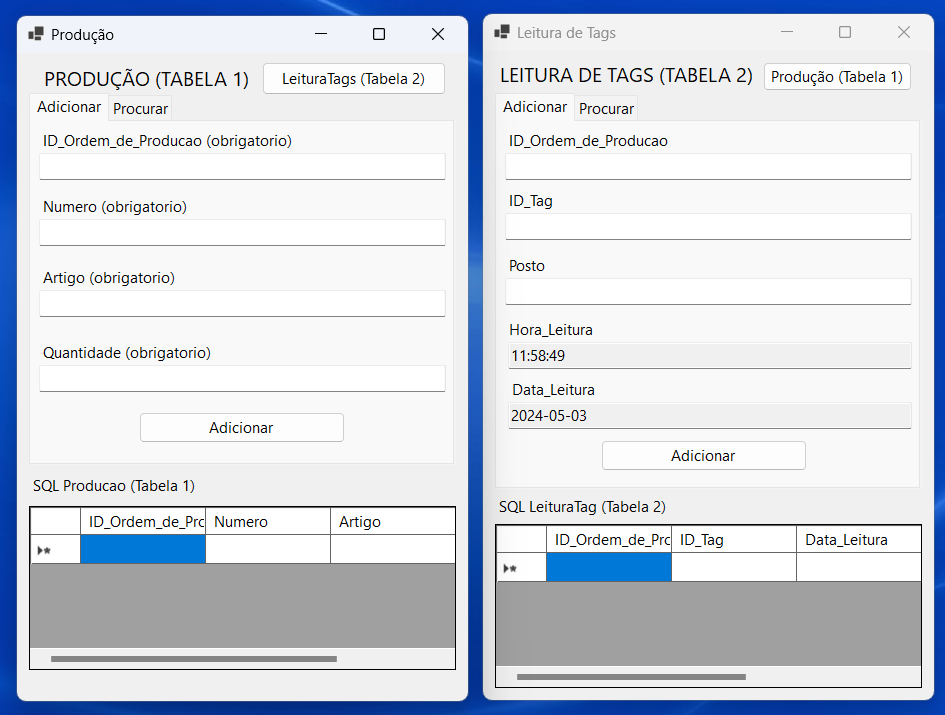 Produção
PRODUÇÃO (TABELA 1)
LeituraTags (Tabela 2)
Adicionar
Procurar
ID_Ordem_de_Producao (obrigatorio)
Numero (obrigatorio)
Artigo (obrigatorio)
Quantidade (obrigatorio)
Adicionar
SQL Producao (Tabela 1)
ID_Ordem_de_Prc Numero Artigo
Leitura de Tags
LEITURA DE TAGS (TABELA 2)
Produção (Tabela 1)
Adicionar
Procurar
ID_Ordem_de_Producao
ID_Tag
Posto
Hora_Leitura
11:58:49
Data_Leitura
2024-05-03
Adicionar
SQL LeituraTag (Tabela 2)
ID_Ordem_de_Prc ID_Tag Data_Leitura